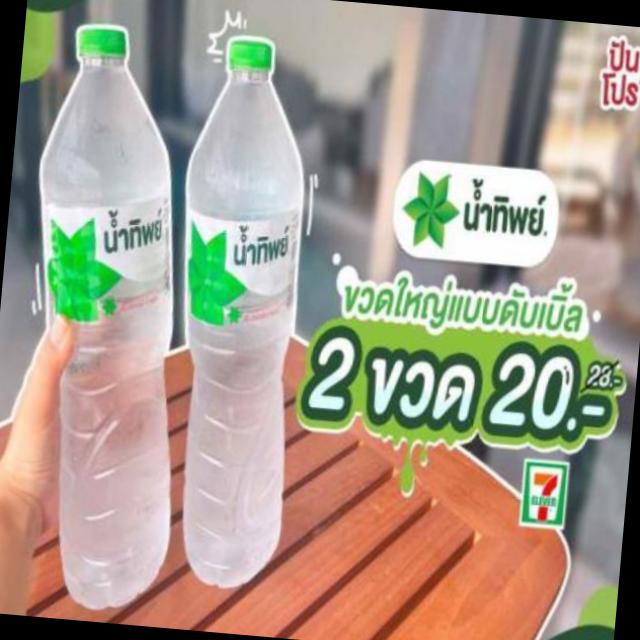 ปัน
โปร
น้ำทิพย์
น้ำทิพย์
น้ำทิพย์
ขวดใหญ่แบบดับเบิ้ล
2 ขวด 20.-
28.-
7
ELEVEN